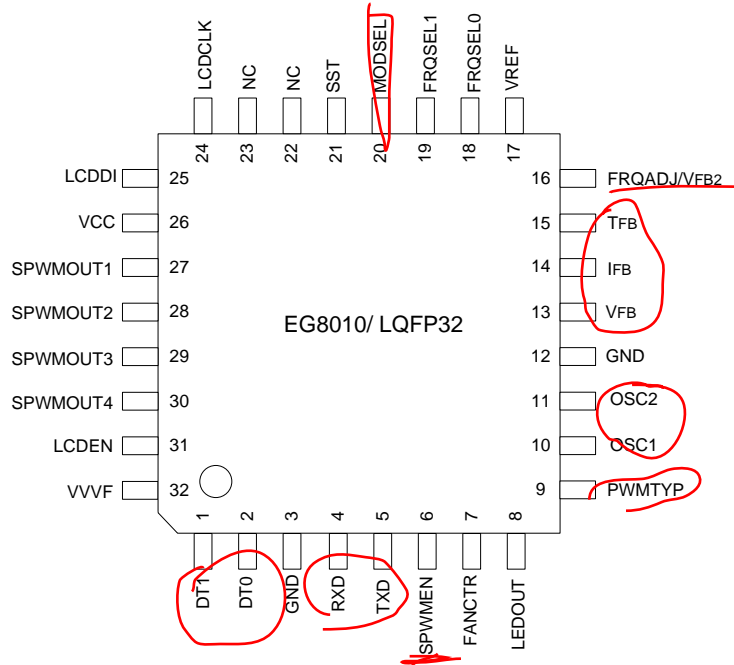 LCDCLK
NC
NC
SST
MODSEL
FRQSEL1
FRQSEL0
VREF
24
23
22
21
20
19
18
17
LCDDI 25
VCC 26
SPWMOUT1 27
SPWMOUT2 28
SPWMOUT3 29
SPWMOUT4 30
LCDEN 31
VVVF 32
EG8010/ LQFP32
16 FRQADJ/VFB2
15 TFB
14 IFB
13 VFB
12 GND
11 OSC2
10 OSC1
9 PWMTYP
1
2
3
4
5
6
7
8
DT1
DT0
GND
RXD
TXD
SPWMEN
FANCTR
LEDOUT